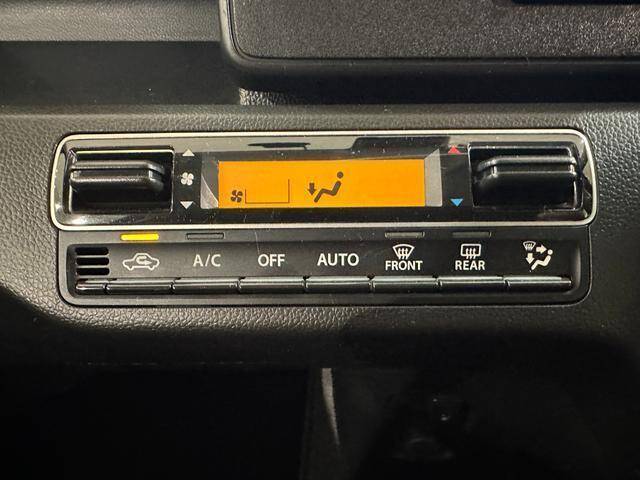 A/C OFF AUTO FRONT REAR